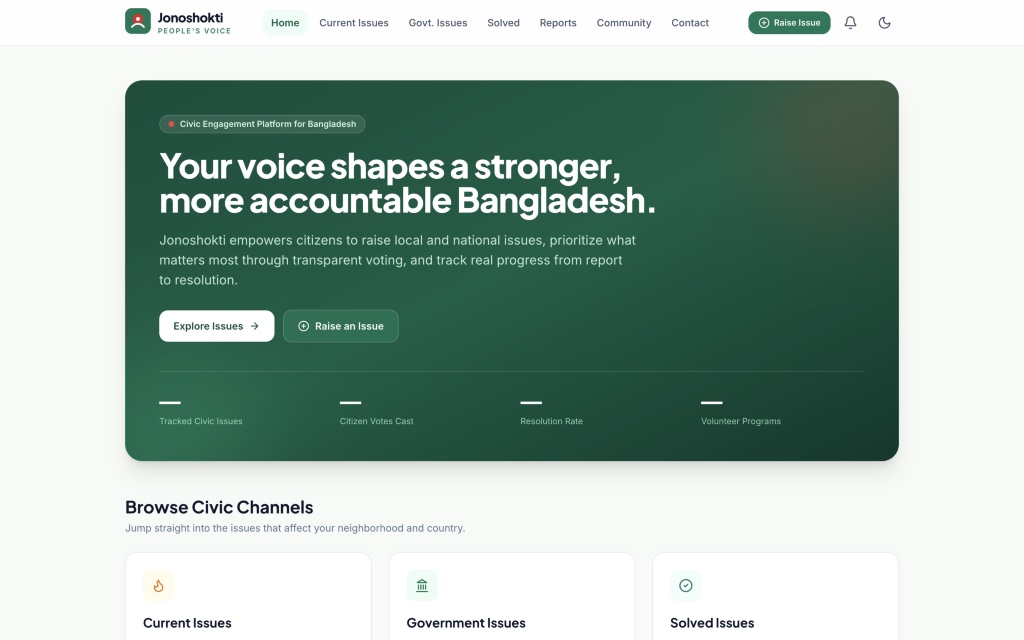 Jonoshokti
PEOPLE'S VOICE
Home
Current Issues
Govt. Issues
Solved
Reports
Community
Contact
Raise Issue
Civic Engagement Platform for Bangladesh
Your voice shapes a stronger,
more accountable Bangladesh.
Jonoshokti empowers citizens to raise local and national issues, prioritize what
matters most through transparent voting, and track real progress from report
to resolution.
Explore Issues
Raise an Issue
—
—
—
—
Tracked Civic Issues
Citizen Votes Cast
Resolution Rate
Volunteer Programs
Browse Civic Channels
Jump straight into the issues that affect your neighborhood and country.
Current Issues
Government Issues
Solved Issues